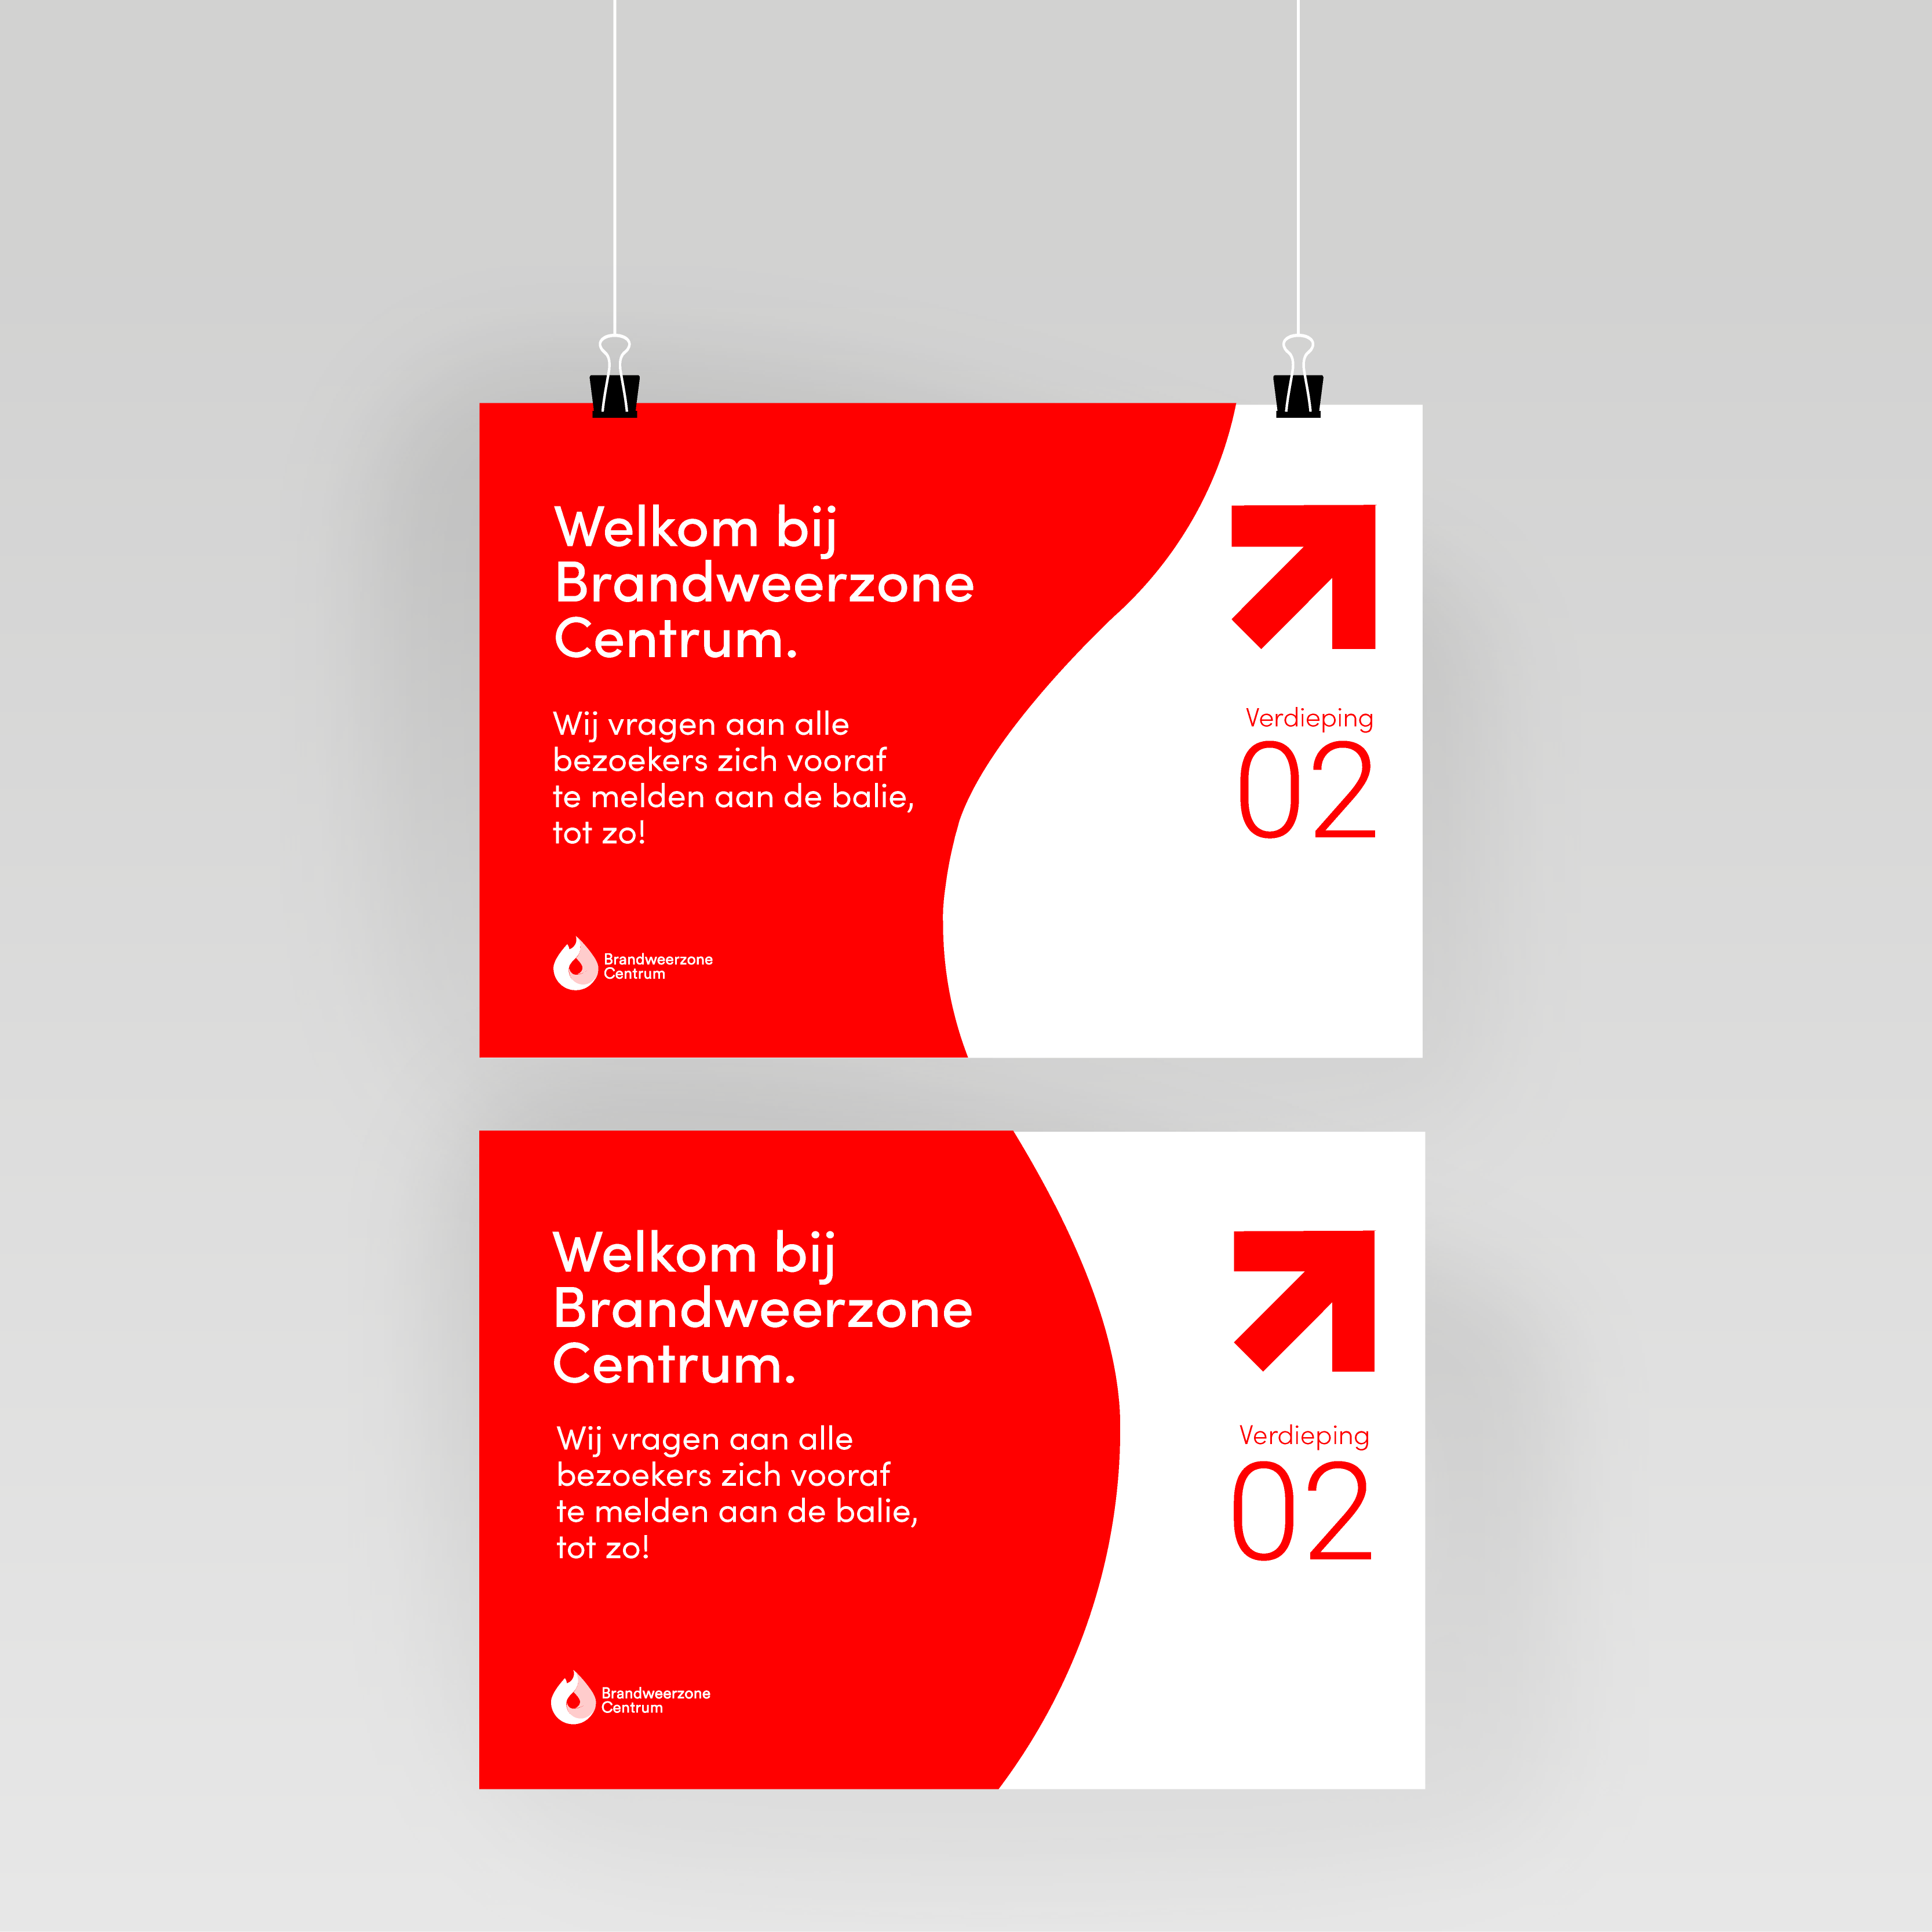 Welkom bij
Brandweerzone
Centrum.
Wij vragen aan alle
bezoekers zich vooraf
te melden aan de balie,
tot zo!
Brandweerzone
Centrum
Verdieping
02
Welkom bij
Brandweerzone
Centrum.
Wij vragen aan alle
bezoekers zich vooraf
te melden aan de balie,
tot zo!
Brandweerzone
Centrum
Verdieping
02